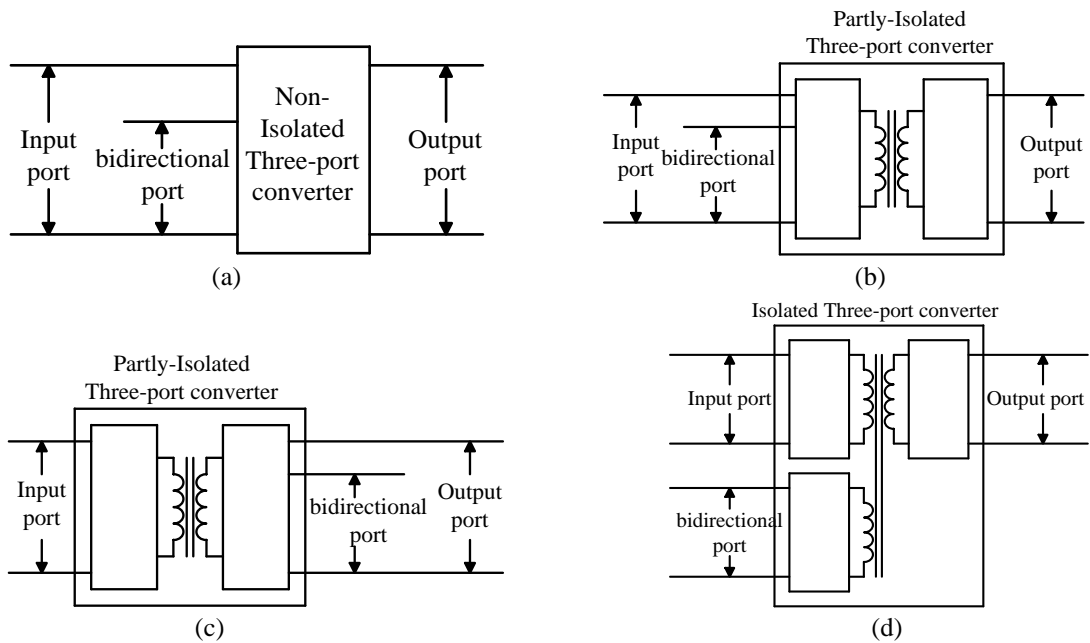 Non-
Isolated
Three-port
converter
Input
port
bidirectional
port
Output
port
(a)
Partly-Isolated
Three-port converter
Input
port
bidirectional
port
Output
port
(b)
Partly-Isolated
Three-port converter
Input
port
bidirectional
port
Output
port
(c)
Isolated Three-port converter
Input port
Output port
bidirectional
port
(d)